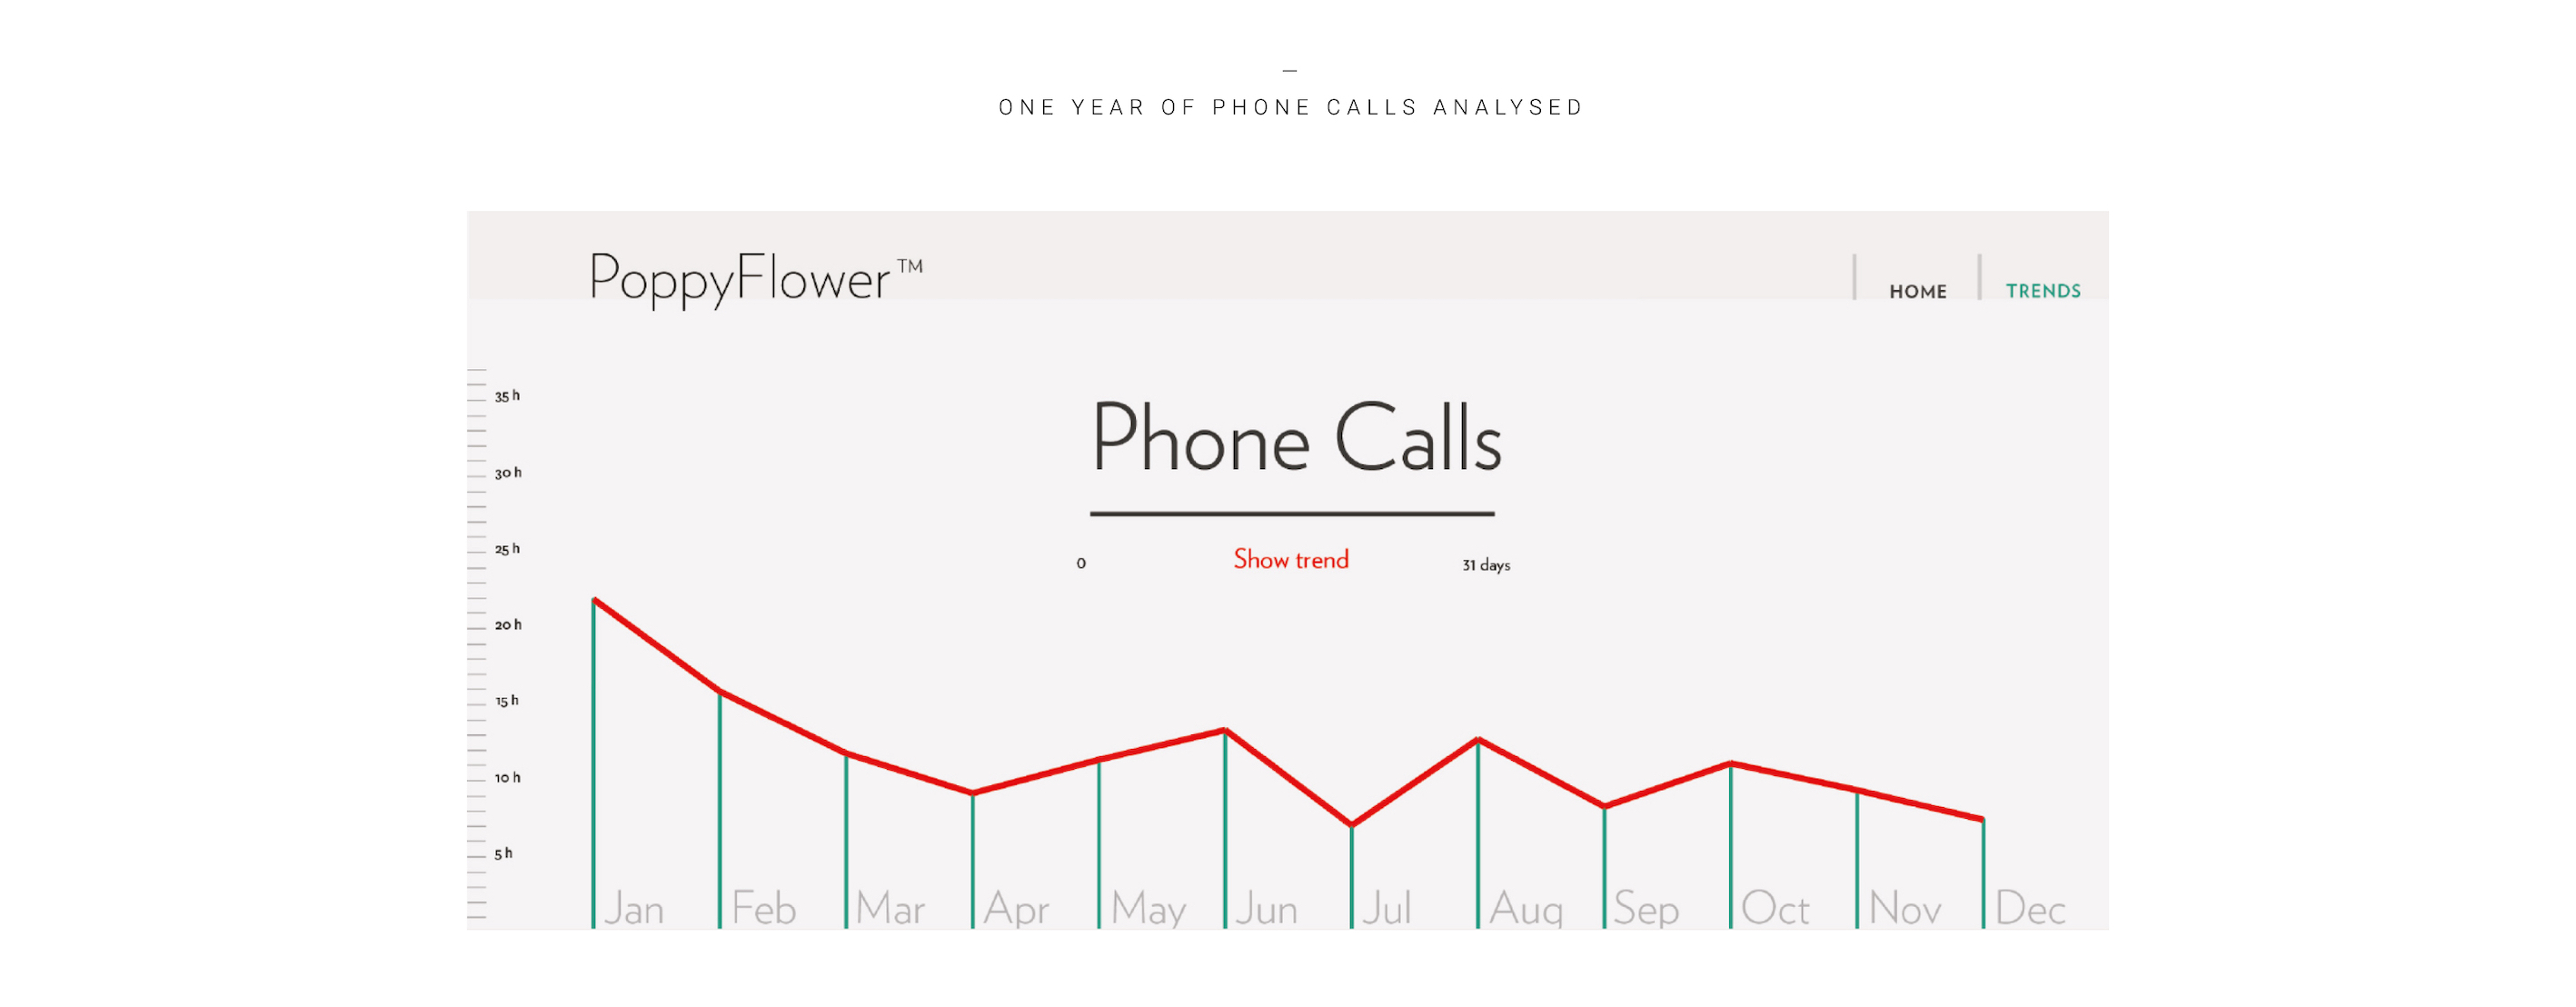 ONE YEAR OF PHONE CALLS ANALYSED
PoppyFlower™
HOME
TRENDS
Phone Calls
0
Show trend
31 days
35 h
30 h
25 h
20 h
15 h
10 h
5 h
Jan
Feb
Mar
Apr
May
Jun
Jul
Aug
Sep
Oct
Nov
Dec